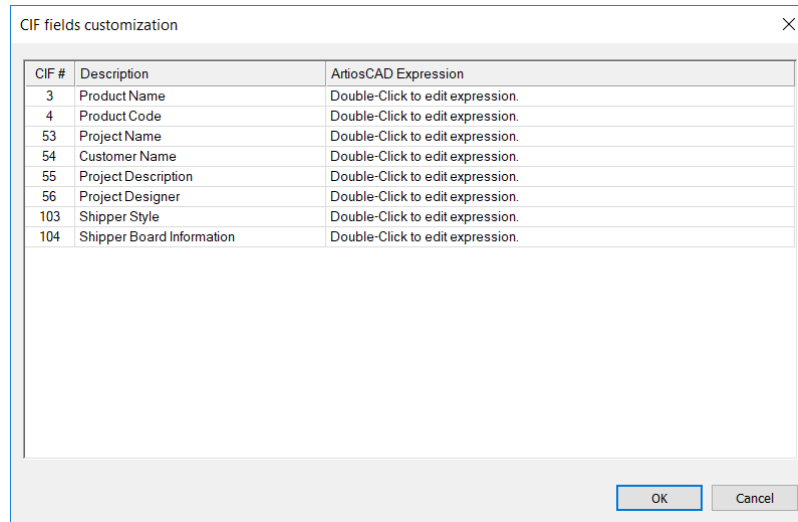 CIF fields customization
CIF # Description ArtiosCAD Expression
3 Product Name Double-Click to edit expression.
4 Product Code Double-Click to edit expression.
53 Project Name Double-Click to edit expression.
54 Customer Name Double-Click to edit expression.
55 Project Description Double-Click to edit expression.
56 Project Designer Double-Click to edit expression.
103 Shipper Style Double-Click to edit expression.
104 Shipper Board Information Double-Click to edit expression.
OK Cancel